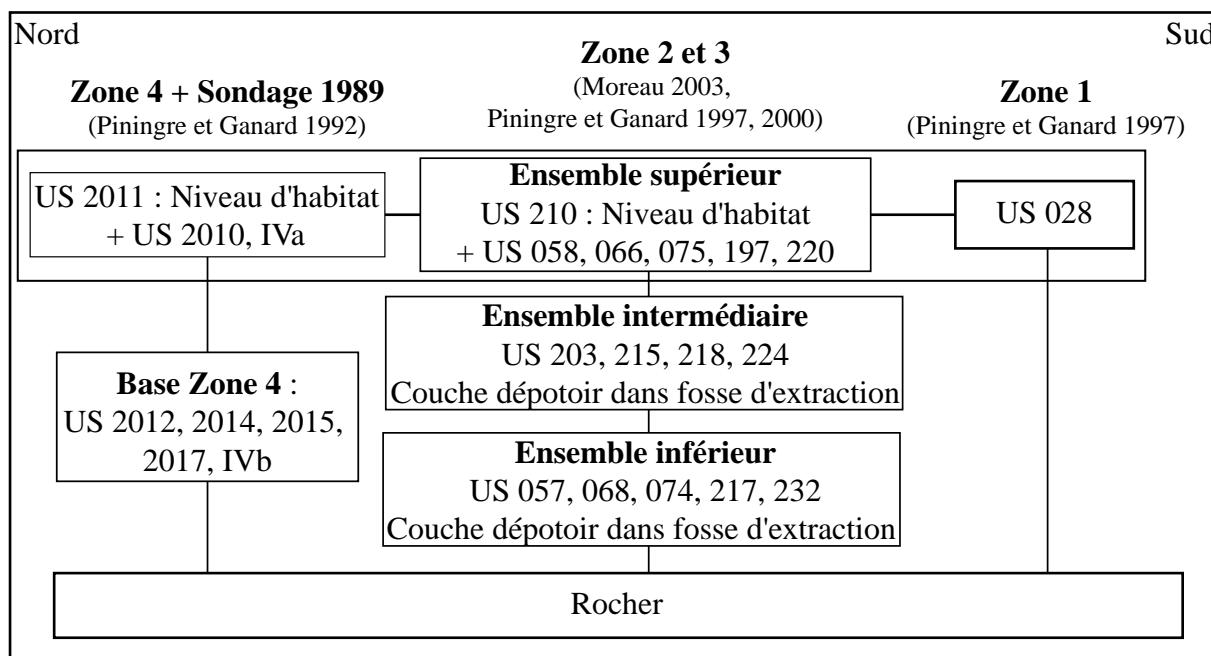 Nord
Sud
Zone 4 + Sondage 1989
(Piningre et Ganard 1992)
Zone 2 et 3
(Moreau 2003,
Piningre et Ganard 1997, 2000)
Zone 1
(Piningre et Ganard 1997)
US 2011 : Niveau d'habitat
+ US 2010, IVa
Ensemble supérieur
US 210 : Niveau d'habitat
+ US 058, 066, 075, 197, 220
US 028
Ensemble intermédiaire
US 203, 215, 218, 224
Couche dépotoir dans fosse d'extraction
Base Zone 4 :
US 2012, 2014, 2015,
2017, IVb
Ensemble inférieur
US 057, 068, 074, 217, 232
Couche dépotoir dans fosse d'extraction
Rocher